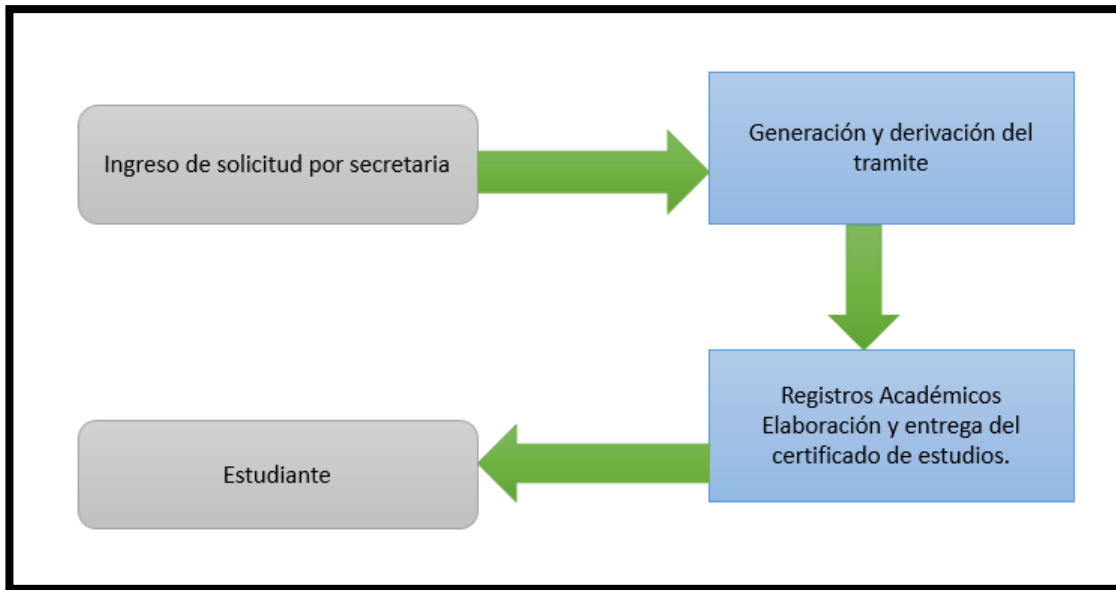 Ingreso de solicitud por secretaria
Generación y derivación del
tramite
Registros Académicos
Elaboración y entrega del
certificado de estudios.
Estudiante